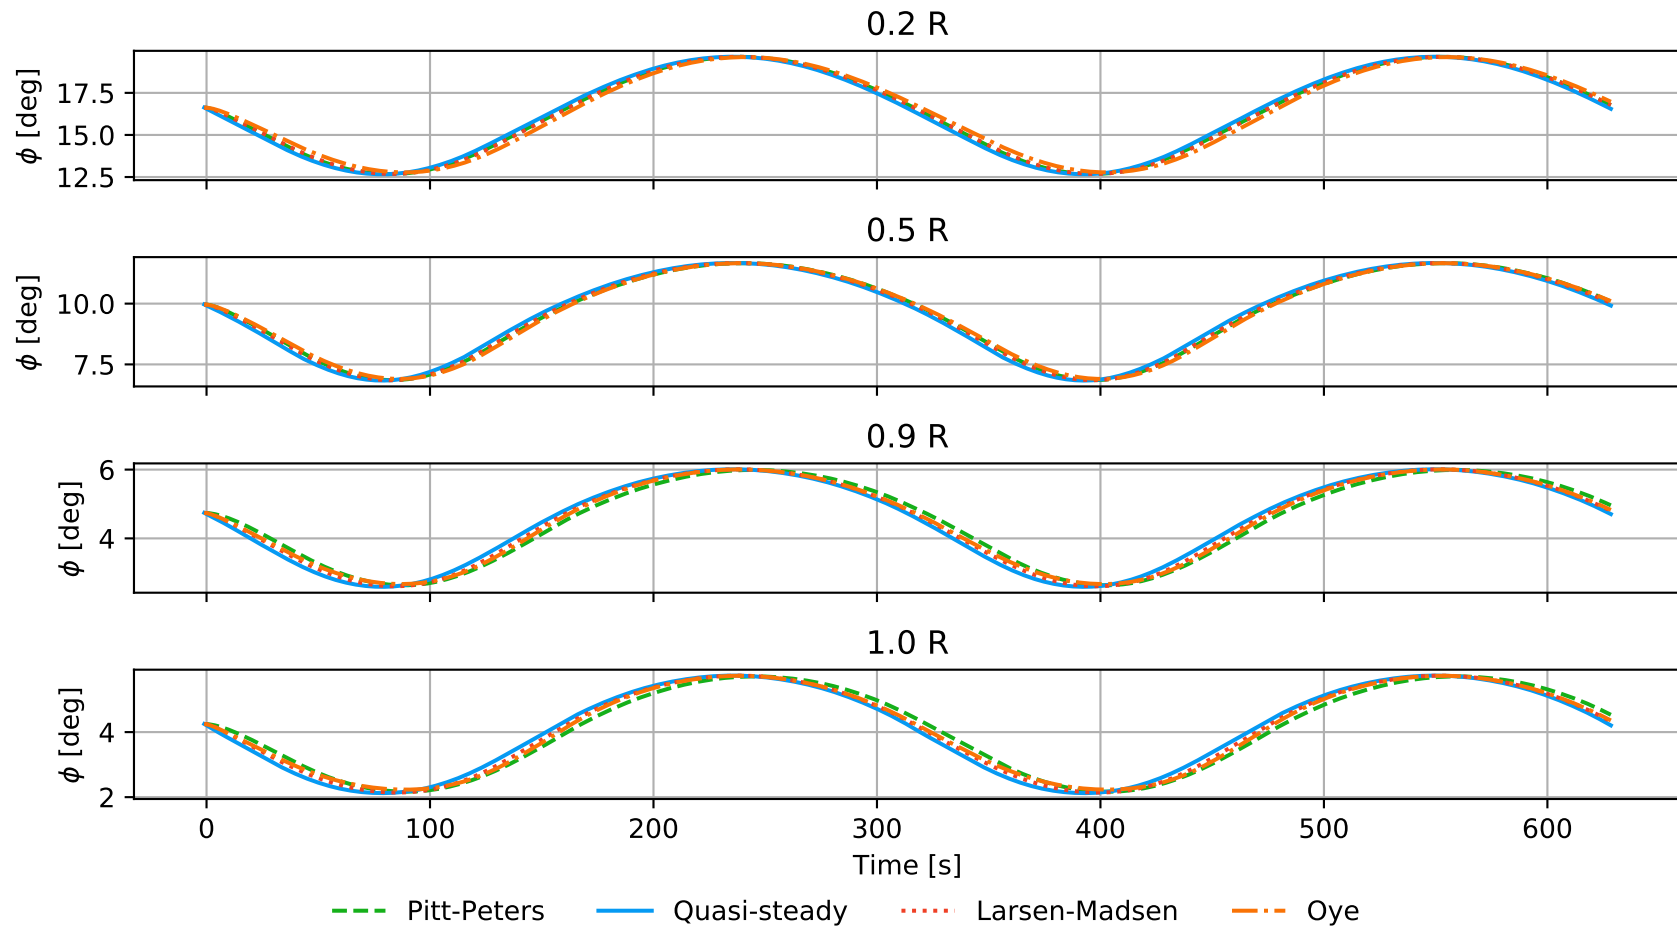 0.2 R
ϕ [deg]
17.5
15.0
12.5
0.5 R
ϕ [deg]
10.0
7.5
0.9 R
ϕ [deg]
6
4
1.0 R
ϕ [deg]
4
2
0 100 200 300 400 500 600
Time [s]
Pitt-Peters Quasi-steady Larsen-Madsen Oye